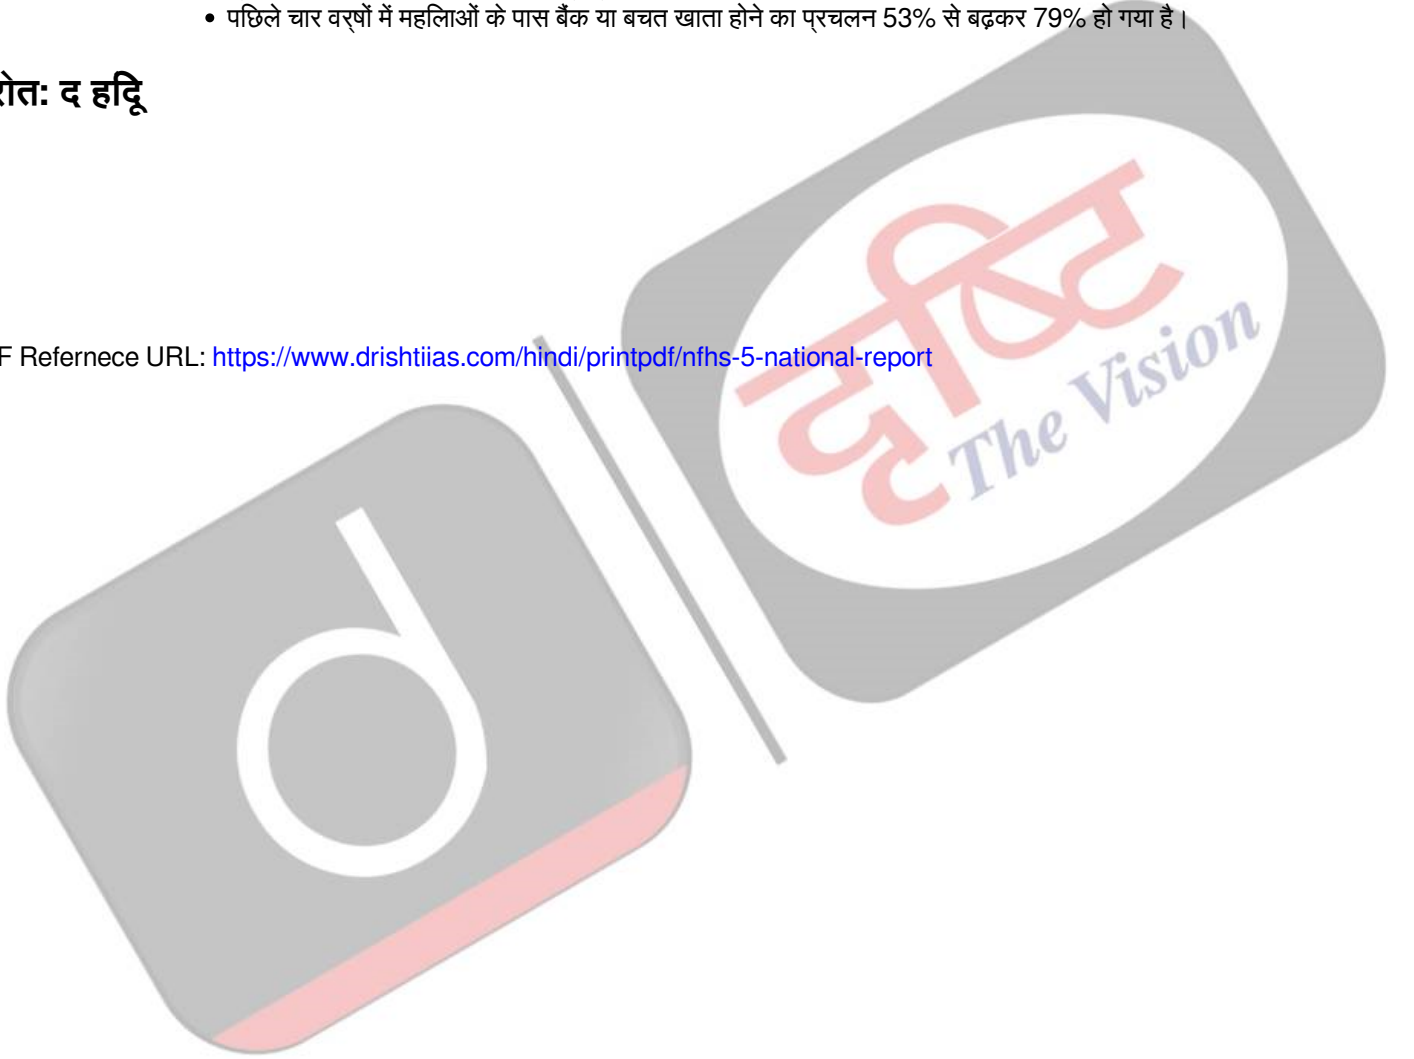 • पिछले चार वर्षों में महिलाओं के पास बैंक या बचत खाता होने का प्रचलन 53% से बढ़कर 79% हो गया है।
रोत: द हिंदू
F Refernece URL: https://www.drishtiias.com/hindi/printpdf/nfhs-5-national-report
दृष्टि
The Vision
d